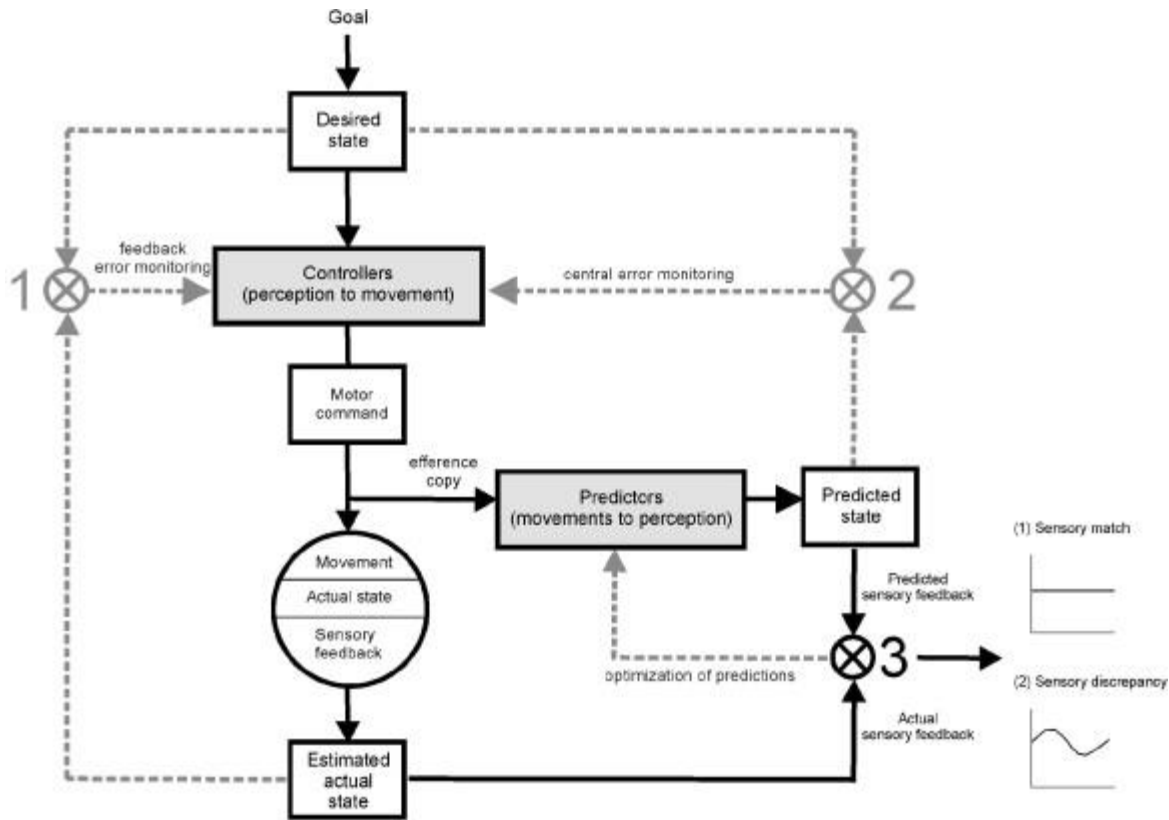 Goal
Desired
state
feedback
error monitoring
1
Controllers
(perception to movement)
central error monitoring
2
Motor
command
efference
copy
Predictors
(movements to perception)
Predicted
state
(1) Sensory match
Movement
Actual state
Sensory
feedback
Predicted
sensory feedback
3
optimization of predictions
(2) Sensory discrepancy
Actual
sensory feedback
Estimated
actual
state